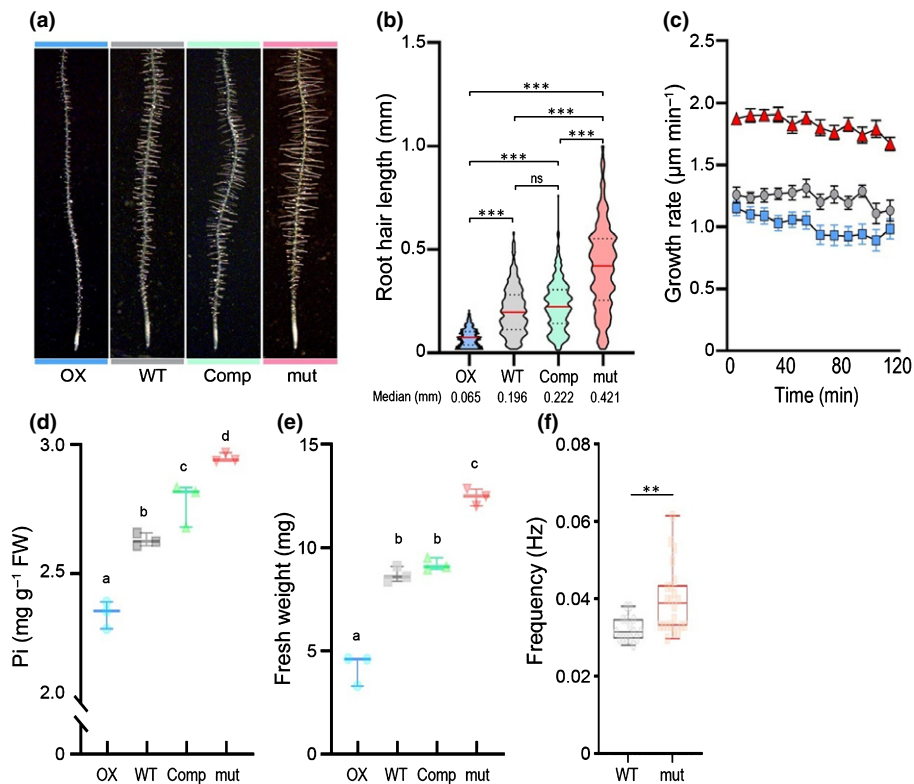 (a)
OX WT Comp mut
(b)
Root hair length (mm)
1.5
1.0
0.5
0
***
***
***
***
ns
***
OX WT Comp mut
Median (mm) 0.065 0.196 0.222 0.421
(c)
Growth rate (µm min⁻¹)
2.0
1.5
1.0
0.5
0
0 40 80 120
Time (min)
(d)
Pi (mg g⁻¹ FW)
3.0
2.5
2.0
0
a
b
c
d
OX WT Comp mut
(e)
Fresh weight (mg)
15
10
5
0
a
b
b
c
OX WT Comp mut
(f)
Frequency (Hz)
0.08
0.06
0.04
0.02
0
**
WT mut